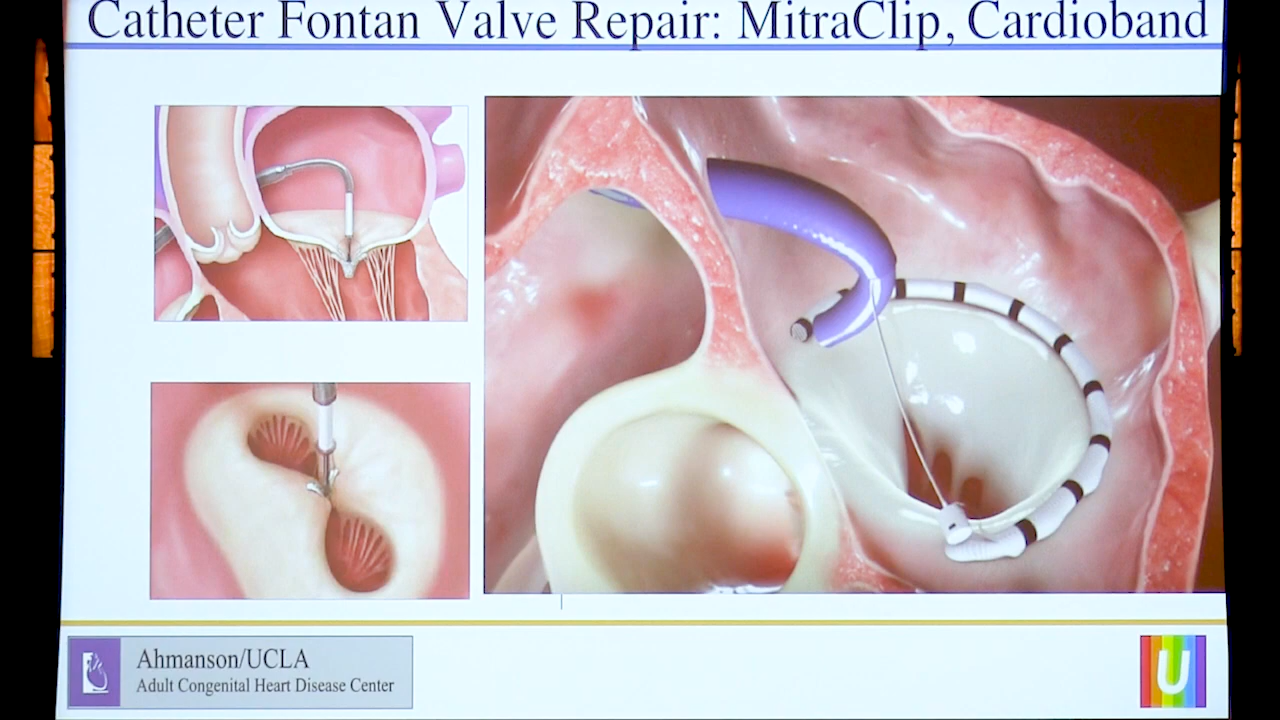 Catheter Fontan Valve Repair: MitraClip, Cardioband
Ahmanson/UCLA
Adult Congenital Heart Disease Center
U